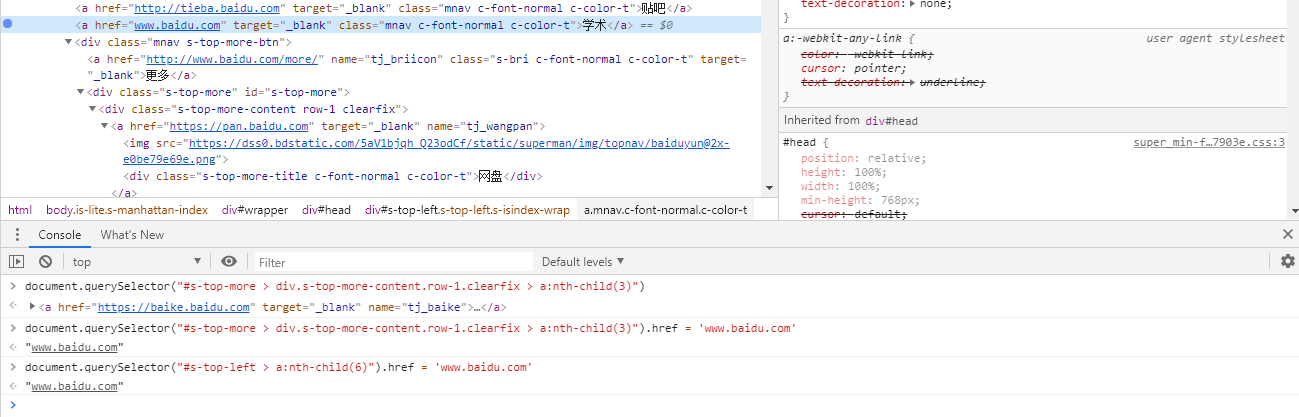 <a href="http://tieba.baidu.com" target="_blank" class="mnav c-font-normal c-color-t">贴吧</a>
<a href="www.baidu.com" target="_blank" class="mnav c-font-normal c-color-t">学术</a> == $0
▼<div class="mnav s-top-more-btn">
<a href="http://www.baidu.com/more/" name="tj_briicon" class="s-bri c-font-normal c-color-t" target=
"_blank">更多</a>
▼<div class="s-top-more" id="s-top-more">
▼<div class="s-top-more-content row-1 clearfix">
▼<a href="https://pan.baidu.com" target="_blank" name="tj_wangpan">
<img src="https://dss0.bdstatic.com/5aV1bjqh_Q23odCf/static/superman/img/topnav/baiduyun@2x-
e0be79e69e.png">
<div class="s-top-more-title c-font-normal c-color-t">网盘</div>
</a>
html body.is-lite.s-manhattan-index div#wrapper div#head div#s-top-left.s-top-left.s-isindex-wrap a.mnav.c-font-normal.c-color-t
text-decoration:▶ none;
}
a:-webkit-any-link { user agent stylesheet
color: -webkit-link;
cursor: pointer;
text-decoration:▶ underline;
}
Inherited from div#head
#head { super_min-f…7903e.css:3
position: relative;
height: 100%;
width: 100%;
min-height: 768px;
cursor: default;
Console What's New
top ▼ Filter Default levels ▼
> document.querySelector("#s-top-more > div.s-top-more-content.row-1.clearfix > a:nth-child(3)")
▶<a href="https://baike.baidu.com" target="_blank" name="tj_baike">…</a>
> document.querySelector("#s-top-more > div.s-top-more-content.row-1.clearfix > a:nth-child(3)").href = 'www.baidu.com'
"www.baidu.com"
> document.querySelector("#s-top-left > a:nth-child(6)").href = 'www.baidu.com'
"www.baidu.com"
>